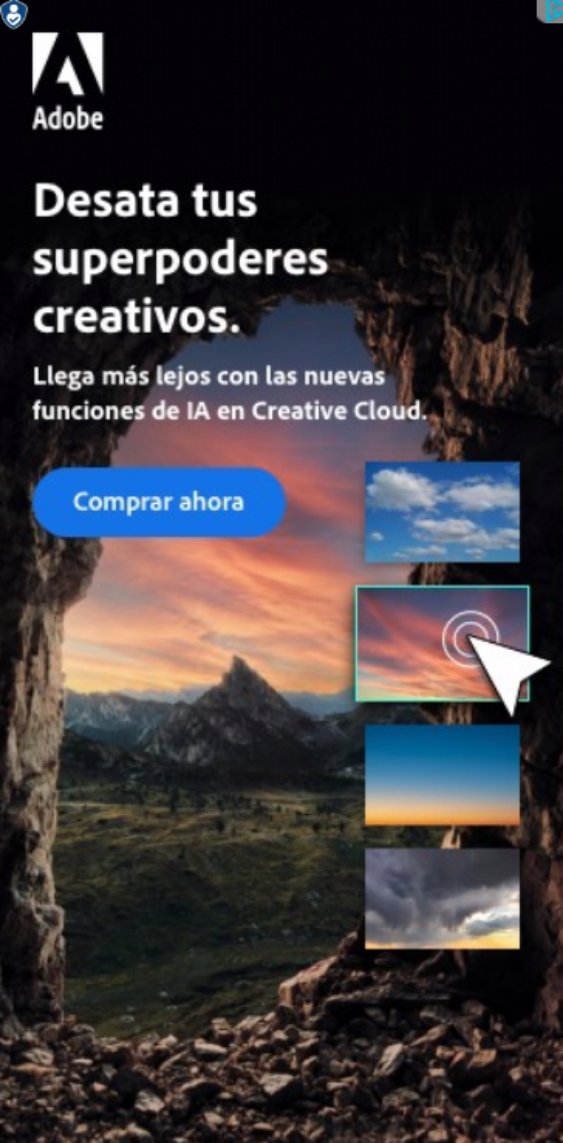 Adobe
Desata tus
superpoderes
creativos.
Llega más lejos con las nuevas
funciones de IA en Creative Cloud.
Comprar ahora